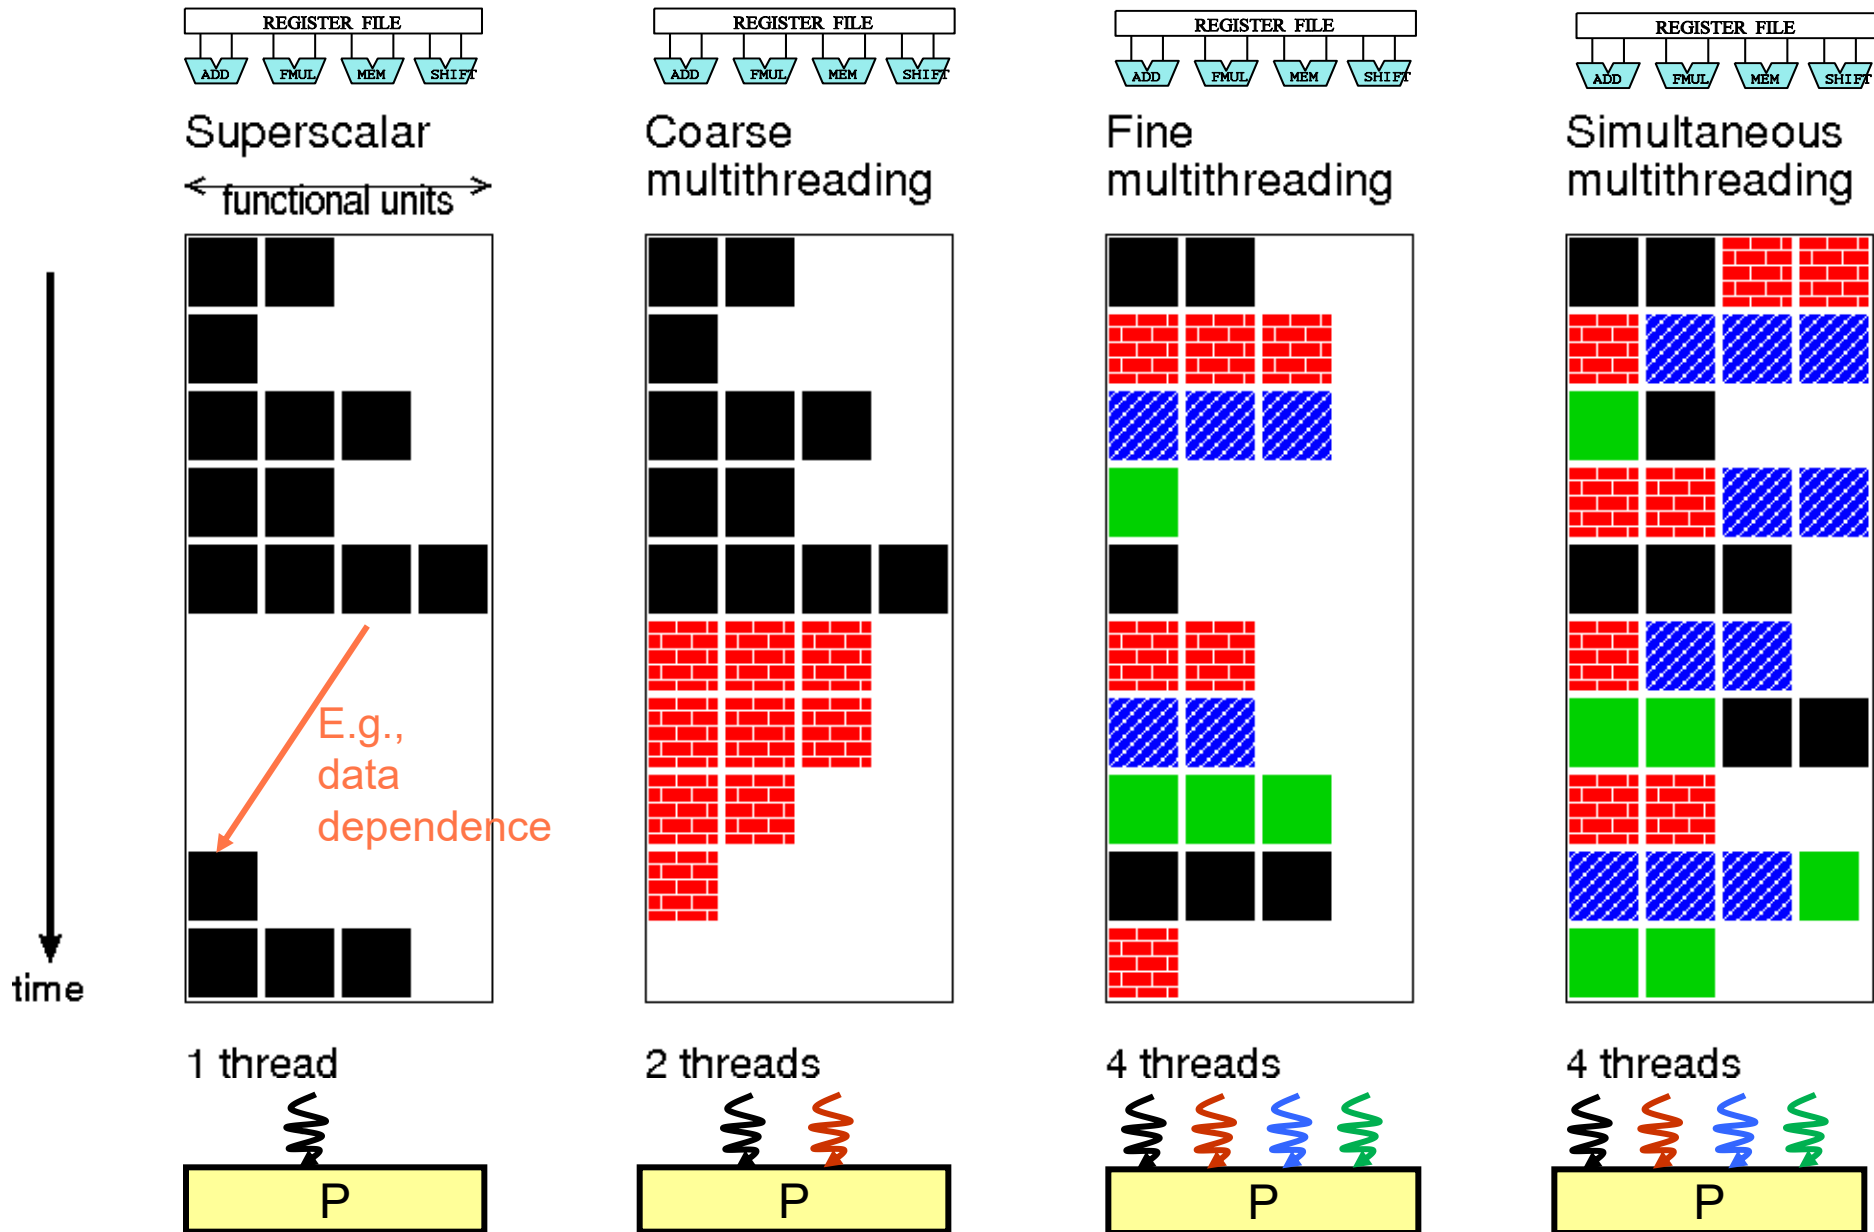 REGISTER FILE
ADD FMUL MEM SHIFT
Superscalar
functional units
REGISTER FILE
ADD FMUL MEM SHIFT
Coarse
multithreading
REGISTER FILE
ADD FMUL MEM SHIFT
Fine
multithreading
REGISTER FILE
ADD FMUL MEM SHIFT
Simultaneous
multithreading
E.g.,
data
dependence
time
1 thread
2 threads
4 threads
4 threads
P
P
P
P